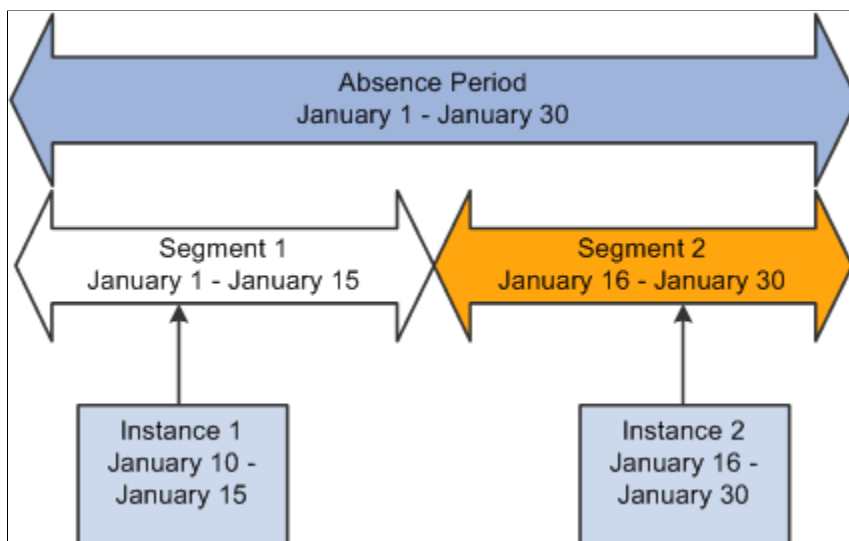 Absence Period
January 1 - January 30
Segment 1
January 1 - January 15
Segment 2
January 16 - January 30
Instance 1
January 10 -
January 15
Instance 2
January 16 -
January 30